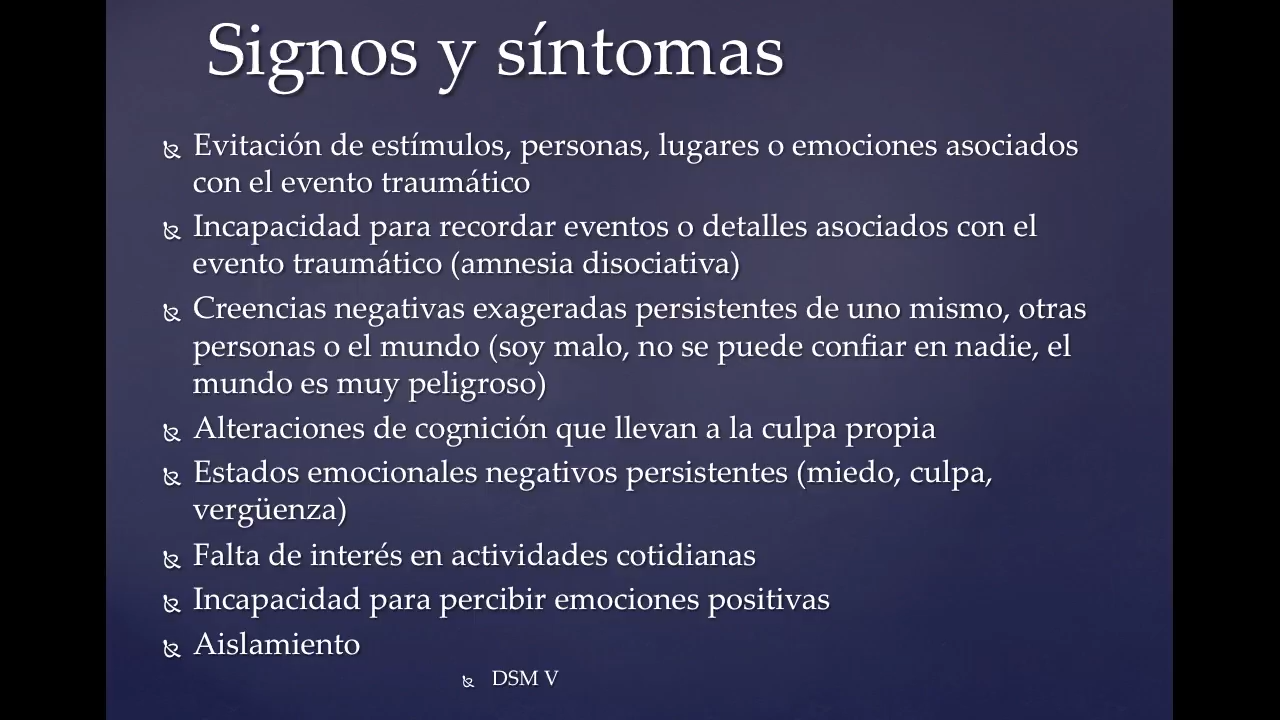 Signos y síntomas
Evitación de estímulos, personas, lugares o emociones asociados
con el evento traumático
Incapacidad para recordar eventos o detalles asociados con el
evento traumático (amnesia disociativa)
Creencias negativas exageradas persistentes de uno mismo, otras
personas o el mundo (soy malo, no se puede confiar en nadie, el
mundo es muy peligroso)
Alteraciones de cognición que llevan a la culpa propia
Estados emocionales negativos persistentes (miedo, culpa,
vergüenza)
Falta de interés en actividades cotidianas
Incapacidad para percibir emociones positivas
Aislamiento
DSM V